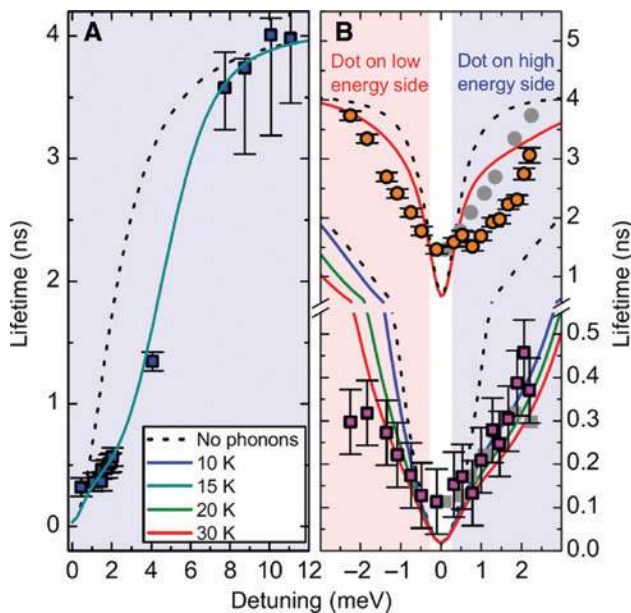 A
B
Dot on low
energy side
Dot on high
energy side
Lifetime (ns)
4
3
2
1
0
No phonons
10 K
15 K
20 K
30 K
0 2 4 6 8 10 12
Detuning (meV)
5
4
3
2
1
0.5
0.4
0.3
0.2
0.1
0.0
Lifetime (ns)
−2 −1 0 1 2
Detuning (meV)